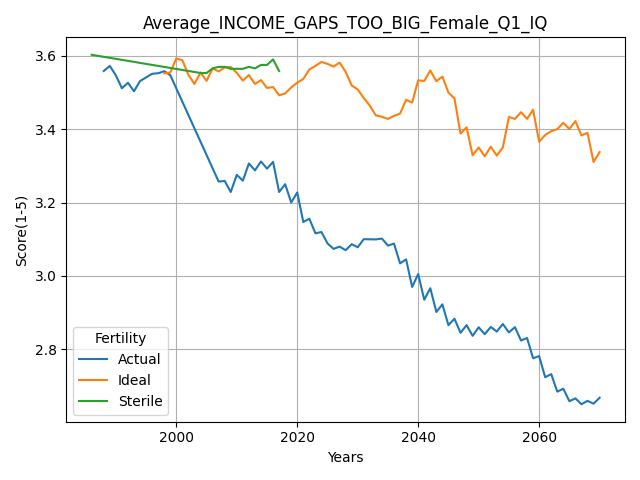 Average_INCOME_GAPS_TOO_BIG_Female_Q1_IQ
Score(1-5)
3.6
3.4
3.2
3.0
2.8
Fertility
Actual
Ideal
Sterile
2000
2020
2040
2060
Years